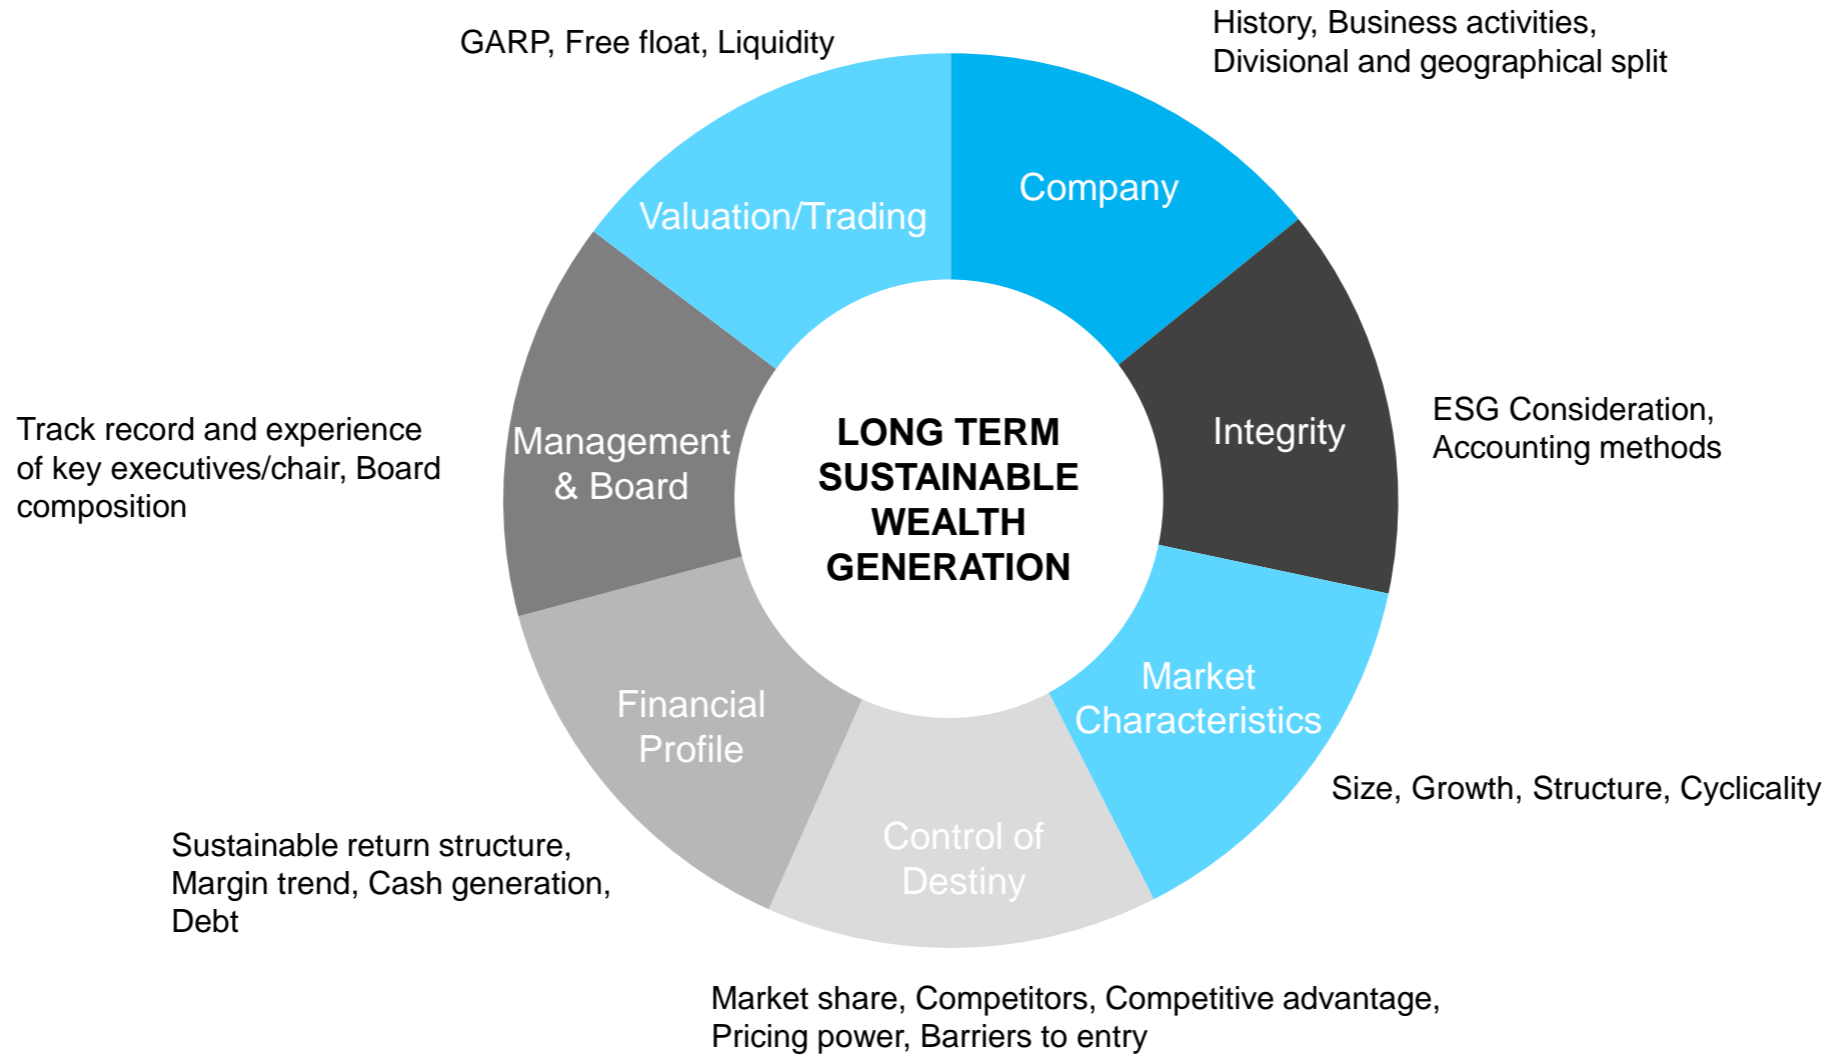 GARP, Free float, Liquidity
History, Business activities,
Divisional and geographical split
Valuation/Trading
Company
Track record and experience
of key executives/chair, Board
composition
Management
& Board
LONG TERM
SUSTAINABLE
WEALTH
GENERATION
Integrity
ESG Consideration,
Accounting methods
Financial
Profile
Market
Characteristics
Size, Growth, Structure, Cyclicality
Sustainable return structure,
Margin trend, Cash generation,
Debt
Control of
Destiny
Market share, Competitors, Competitive advantage,
Pricing power, Barriers to entry